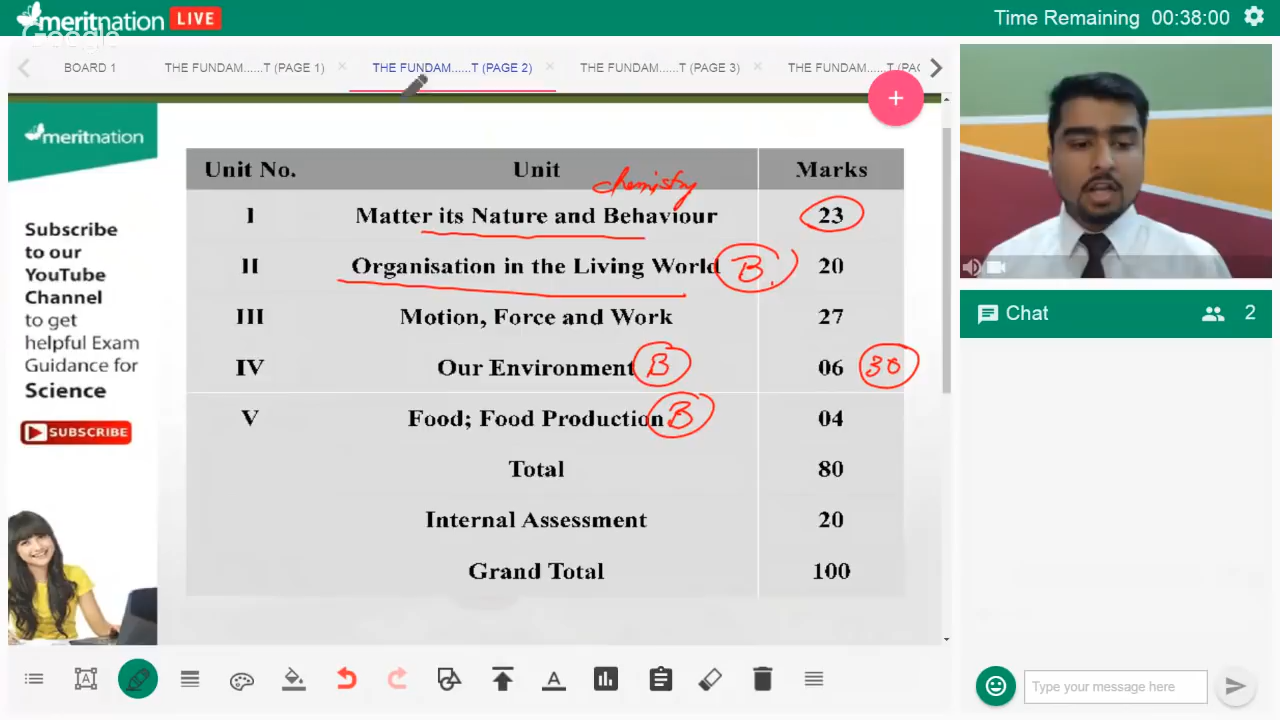 meritnation LIVE
Google
Time Remaining 00:38:00
BOARD 1
THE FUNDAM......T (PAGE 1)
THE FUNDAM......T (PAGE 2)
THE FUNDAM......T (PAGE 3)
THE FUNDAM......T (PAG
+
meritnation
Subscribe
to our
YouTube
Channel
to get
helpful Exam
Guidance for
Science
SUBSCRIBE
Unit No. Unit Marks
chemistry
I Matter its Nature and Behaviour 23
II Organisation in the Living World B. 20
III Motion, Force and Work 27
IV Our Environment B 06 30
V Food; Food Production B 04
Total 80
Internal Assessment 20
Grand Total 100
Chat 2
Type your message here
A
A